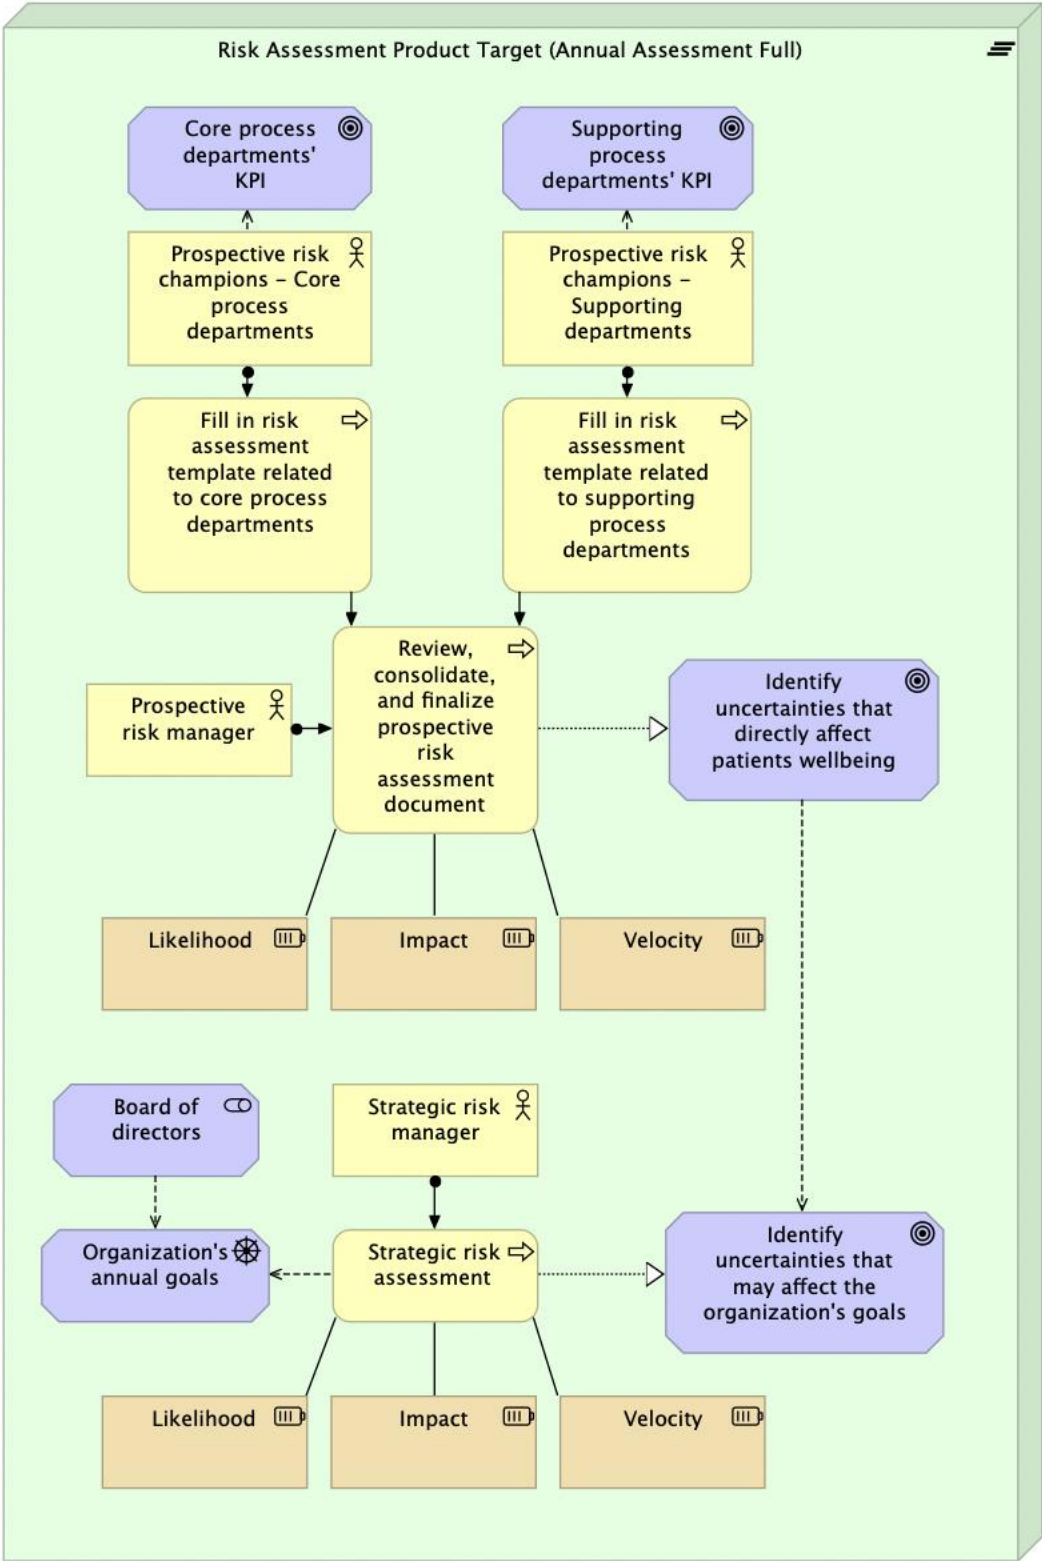 Risk Assessment Product Target (Annual Assessment Full)
Core process
departments'
KPI
Supporting
process
departments' KPI
Prospective risk
champions – Core
process
departments
Prospective risk
champions –
Supporting
departments
Fill in risk
assessment
template related
to core process
departments
Fill in risk
assessment
template related
to supporting
process
departments
Review,
consolidate,
and finalize
prospective
risk
assessment
document
Prospective
risk manager
Identify
uncertainties that
directly affect
patients wellbeing
Likelihood
Impact
Velocity
Board of
directors
Strategic risk
manager
Organization's
annual goals
Strategic risk
assessment
Identify
uncertainties that
may affect the
organization's goals
Likelihood
Impact
Velocity